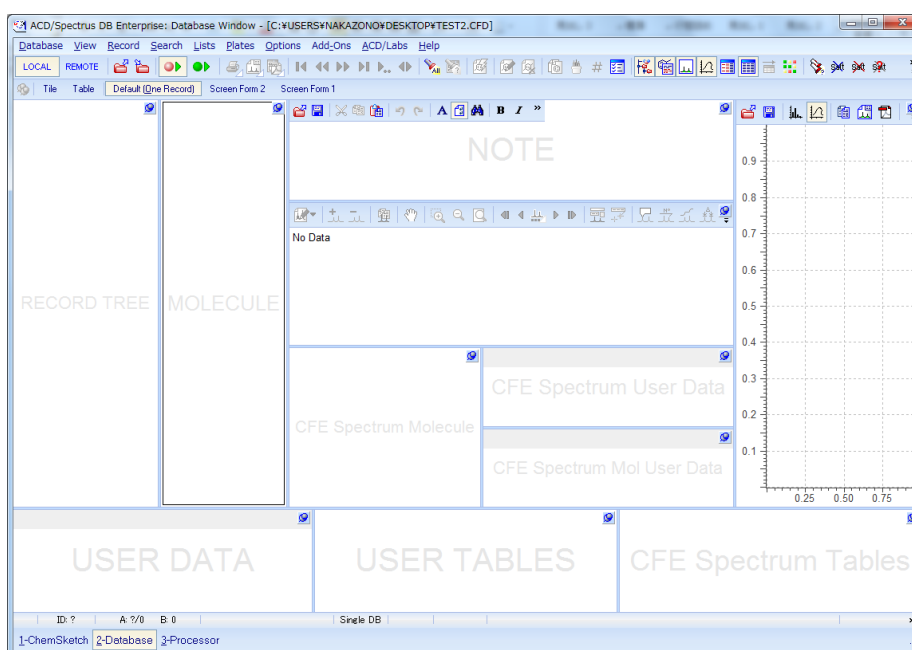 ACD/Spectrus DB Enterprise: Database Window - [C:¥USERS¥NAKAZONO¥DESKTOP¥TEST2.CFD]
Database View Record Search Lists Plates Options Add-Ons ACD/Labs Help
LOCAL REMOTE
Tile Table Default (One Record) Screen Form 2 Screen Form 1
A B I »
NOTE
No Data
RECORD TREE
MOLECULE
CFE Spectrum Molecule
CFE Spectrum User Data
CFE Spectrum Mol User Data
0.9
0.8
0.7
0.6
0.5
0.4
0.3
0.2
0.1
0.25 0.50 0.75
USER DATA
USER TABLES
CFE Spectrum Tables
ID: ? A: ?/0 B: 0 Single DB
1-ChemSketch 2-Database 3-Processor